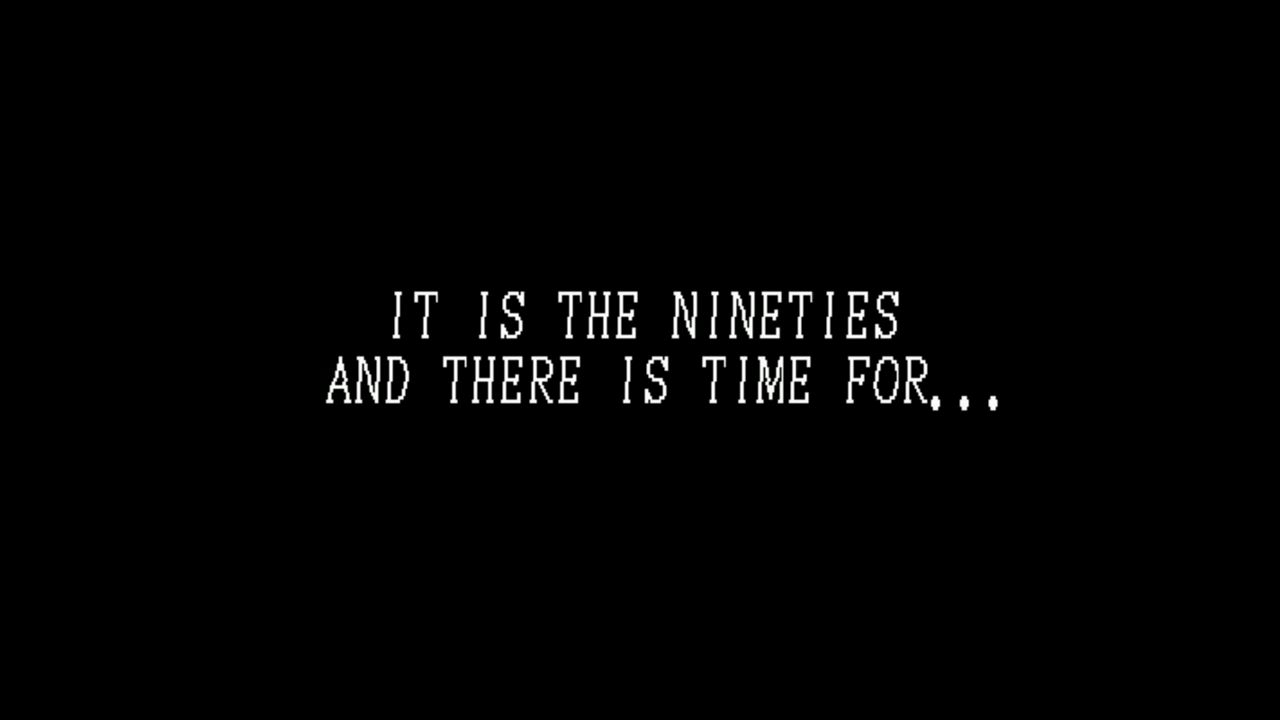 IT IS THE NINETIES
AND THERE IS TIME FOR...